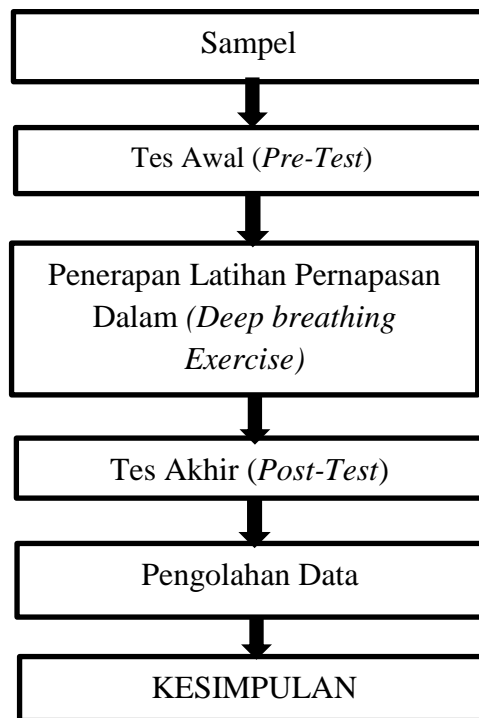 Sampel
Tes Awal (Pre-Test)
Penerapan Latihan Pernapasan
Dalam (Deep breathing
Exercise)
Tes Akhir (Post-Test)
Pengolahan Data
KESIMPULAN